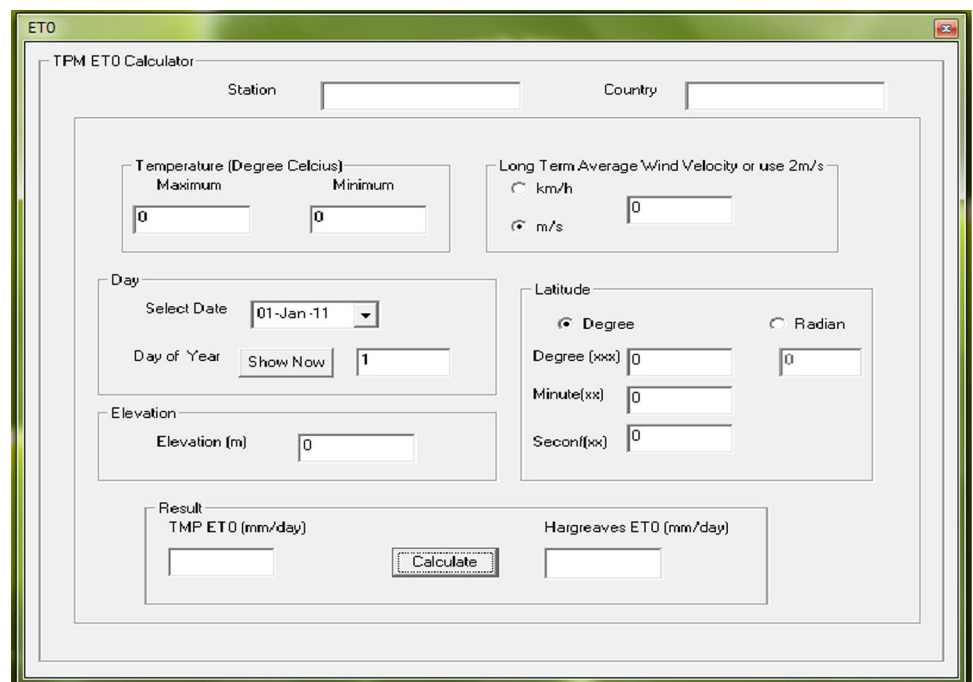 ET0
TPM ET0 Calculator
Station Country
Temperature (Degree Celcius)
Maximum Minimum
0 0
Long Term Average Wind Velocity or use 2m/s
km/h
0
m/s
Day
Select Date 01-Jan -11
Day of Year Show Now 1
Latitude
Degree Radian
Degree (xxx) 0 0
Minute(xx) 0
Seconf(xx) 0
Elevation
Elevation (m) 0
Result
TMP ET0 (mm/day) Hargreaves ET0 (mm/day)
Calculate